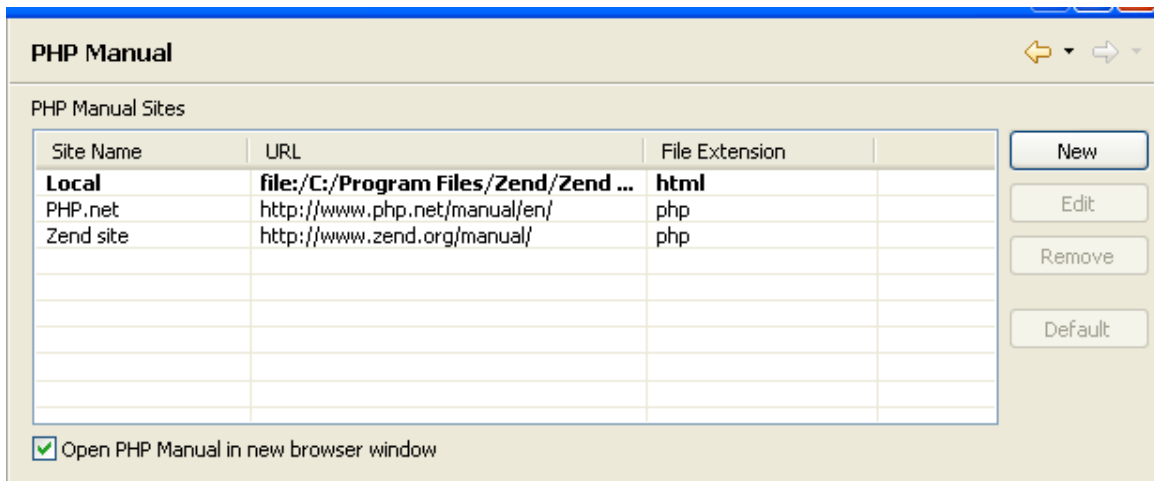 PHP Manual
PHP Manual Sites
Site Name URL File Extension
Local file:/C:/Program Files/Zend/Zend ... html
PHP.net http://www.php.net/manual/en/ php
Zend site http://www.zend.org/manual/ php
New
Edit
Remove
Default
Open PHP Manual in new browser window